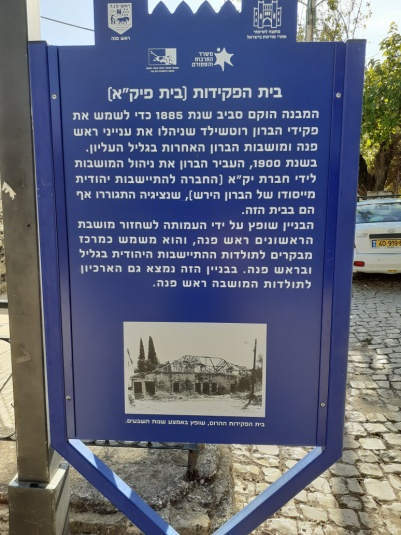 ראש פנה
משרד
התרבות
והספורט
בית הפקידות (בית פיק"א)
המבנה הוקם סביב שנת 1885 כדי לשמש את
פקידי הברון רוטשילד שניהלו את ענייני ראש
פנה ומושבות הברון האחרות בגליל העליון.
בשנת 1900, העביר הברון את ניהול המושבות
לידי חברת יק"א (החברה להתיישבות יהודית
מייסודו של הברון הירש), שנציגיה התגוררו אף
הם בבית הזה.
הבניין שופץ על ידי העמותה לשחזור מושבת
הראשונים ראש פנה, והוא משמש כמרכז
מבקרים לתולדות ההתיישבות היהודית בגליל
ובראש פנה. בבניין הזה נמצא גם הארכיון
לתולדות המושבה ראש פנה.
בית הפקידות ההרוס, שופץ באמצע שנות השבעים.